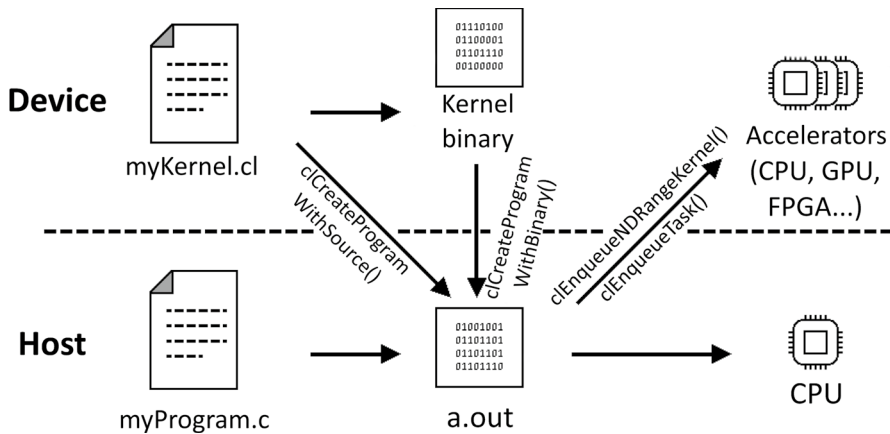 Device
myKernel.cl
01110100
01100001
01101110
00100000
Kernel
binary
Accelerators
(CPU, GPU,
FPGA...)
clCreateProgram
WithSource()
clCreateProgram
WithBinary()
clEnqueueNDRangeKernel()
clEnqueueTask()
Host
myProgram.c
01001001
01101101
01101101
01101110
a.out
CPU